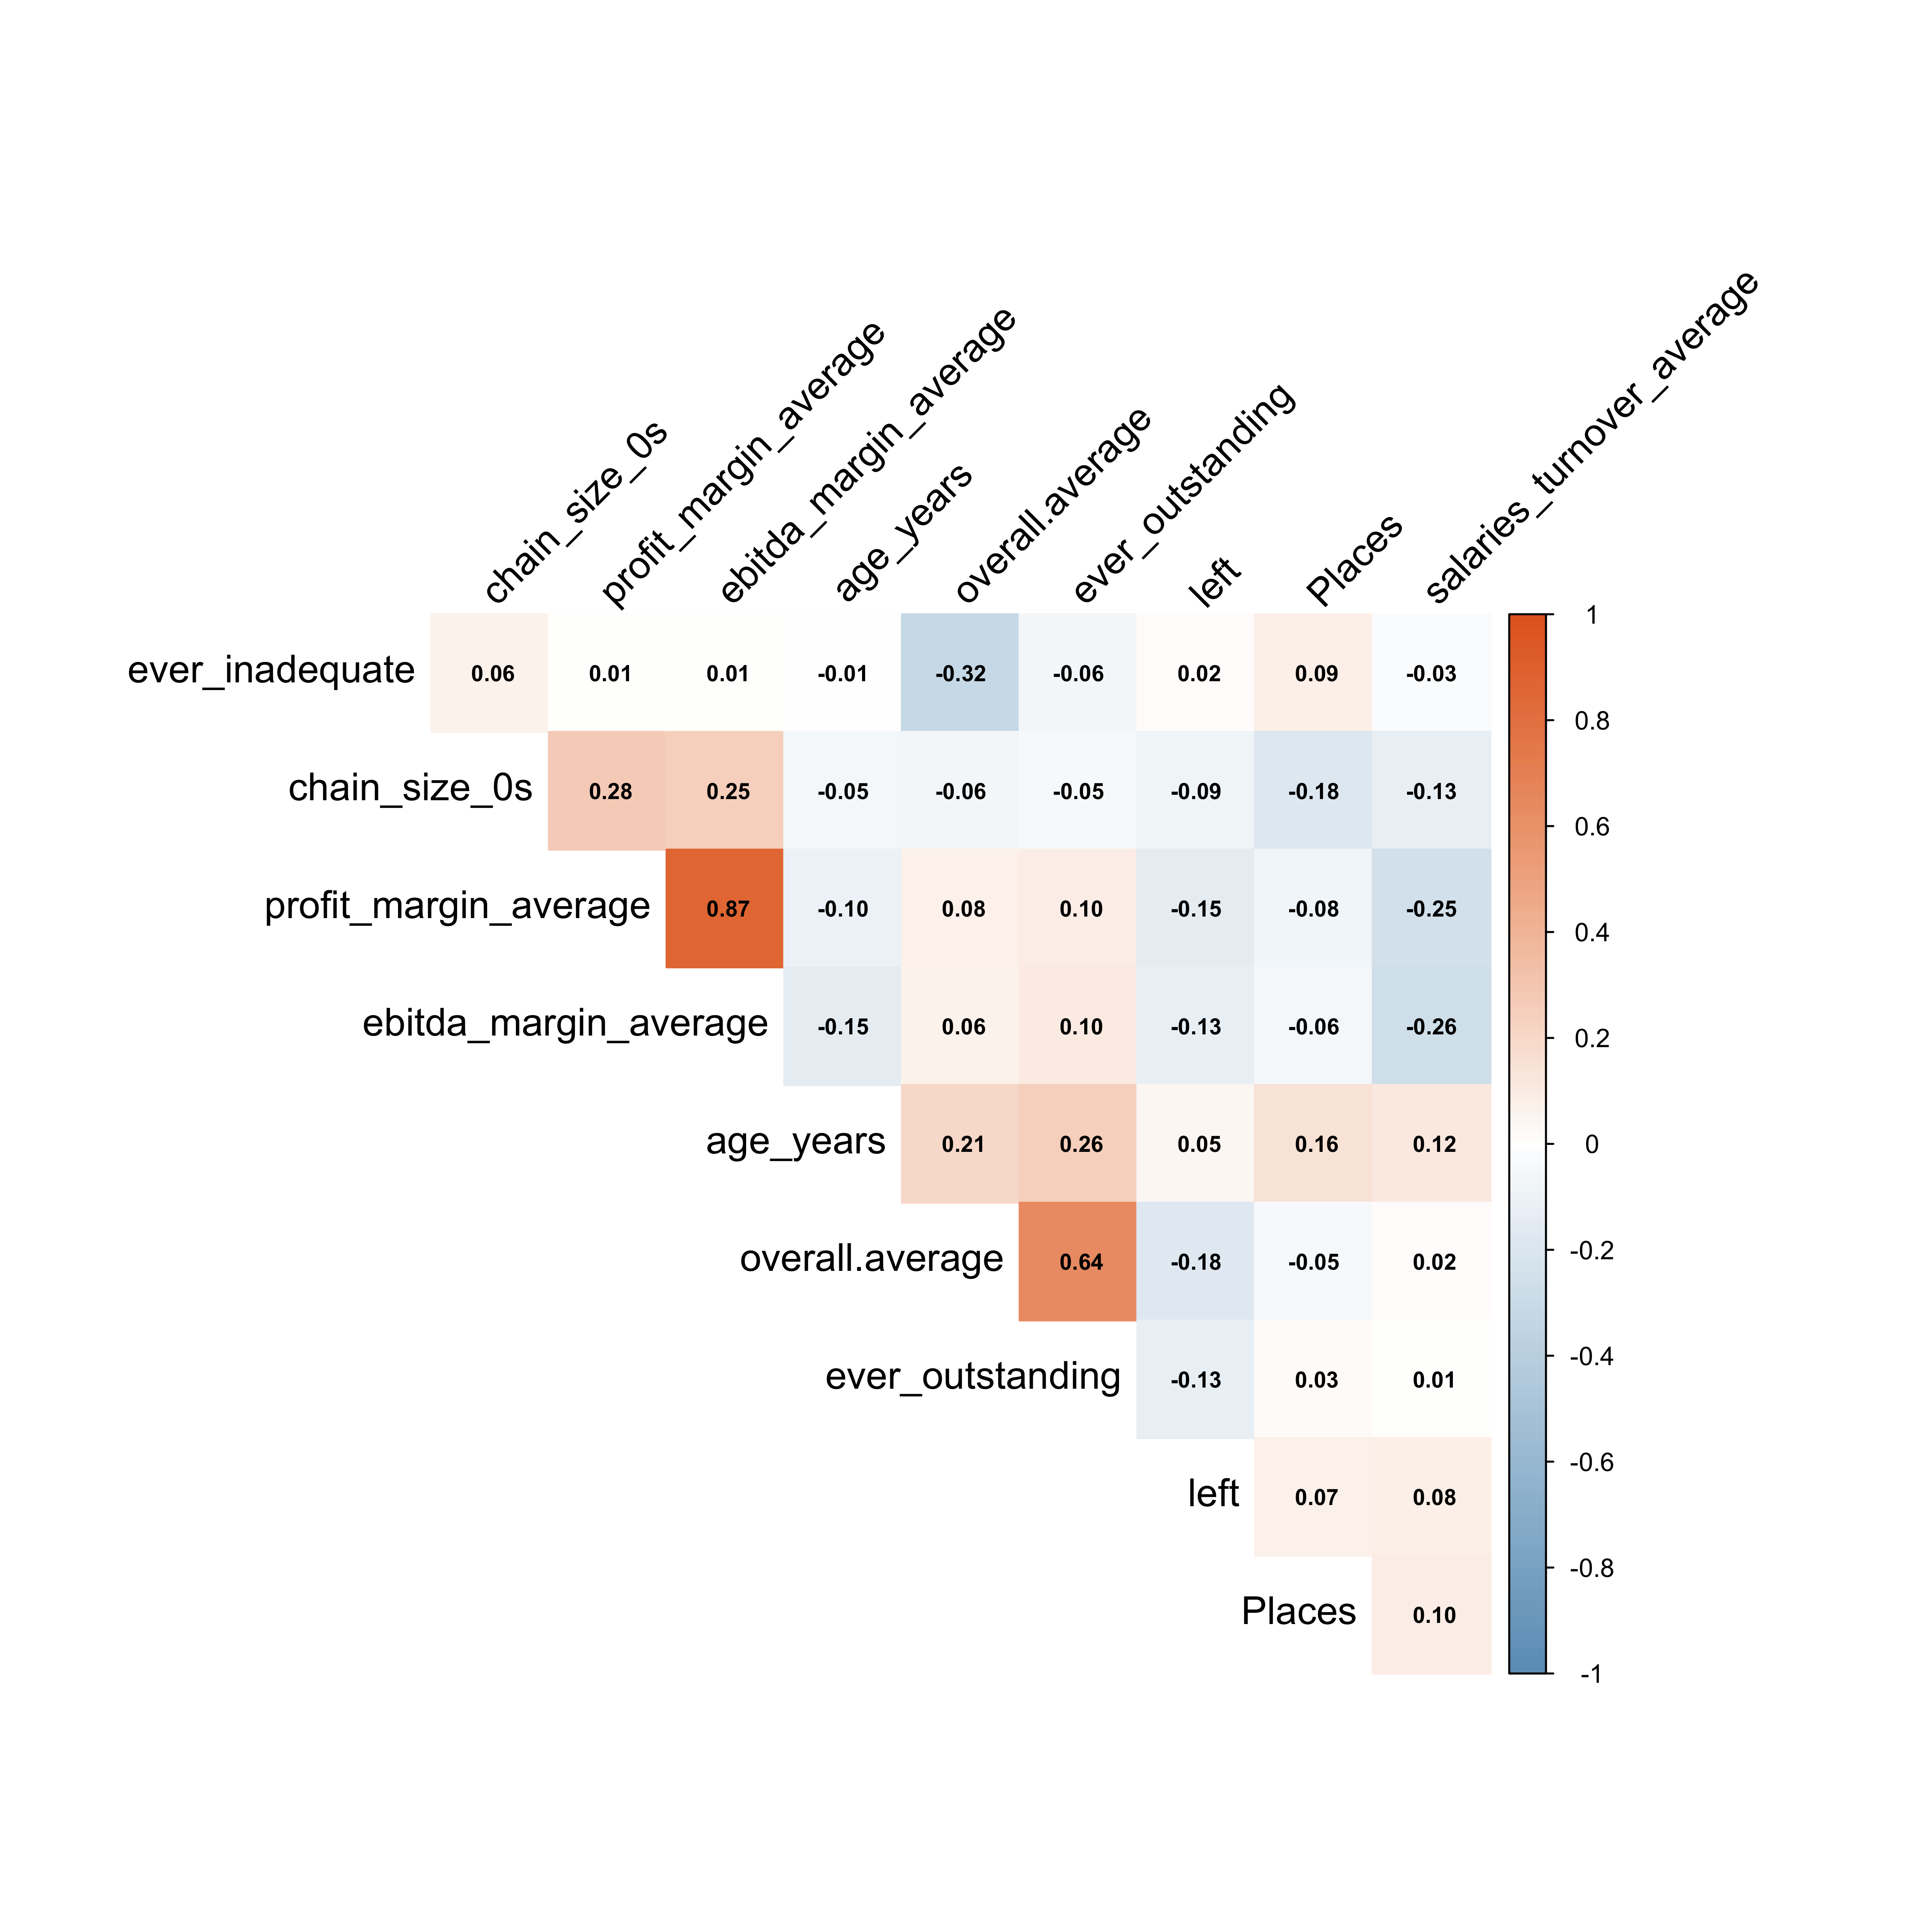 chain_size_0s
profit_margin_average
ebitda_margin_average
age_years
overall.average
ever_outstanding
left
Places
salaries_turnover_average
ever_inadequate 0.06 0.01 0.01 -0.01 -0.32 -0.06 0.02 0.09 -0.03
chain_size_0s 0.28 0.25 -0.05 -0.06 -0.05 -0.09 -0.18 -0.13
profit_margin_average 0.87 -0.10 0.08 0.10 -0.15 -0.08 -0.25
ebitda_margin_average -0.15 0.06 0.10 -0.13 -0.06 -0.26
age_years 0.21 0.26 0.05 0.16 0.12
overall.average 0.64 -0.18 -0.05 0.02
ever_outstanding -0.13 0.03 0.01
left 0.07 0.08
Places 0.10
1
0.8
0.6
0.4
0.2
0
-0.2
-0.4
-0.6
-0.8
-1